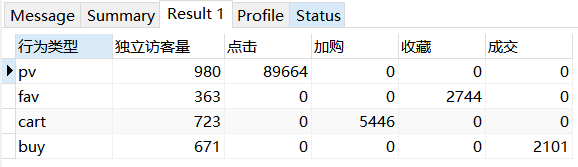 Message Summary Result 1 Profile Status
行为类型 独立访客量 点击 加购 收藏 成交
pv 980 89664 0 0 0
fav 363 0 0 2744 0
cart 723 0 5446 0 0
buy 671 0 0 0 2101